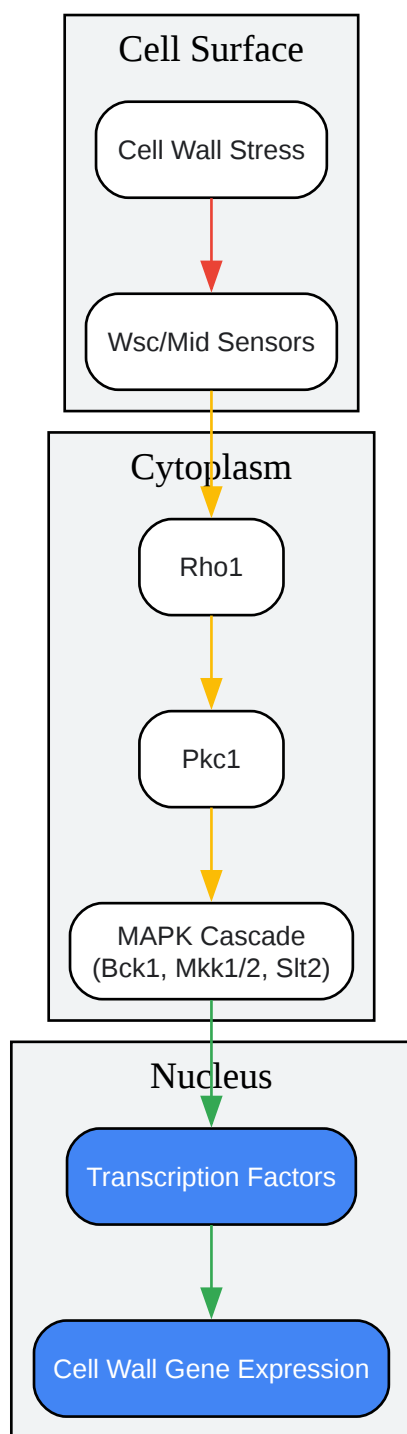 Cell Surface
Cell Wall Stress
Wsc/Mid Sensors
Cytoplasm
Rho1
Pkc1
MAPK Cascade
(Bck1, Mkk1/2, Slt2)
Nucleus
Transcription Factors
Cell Wall Gene Expression